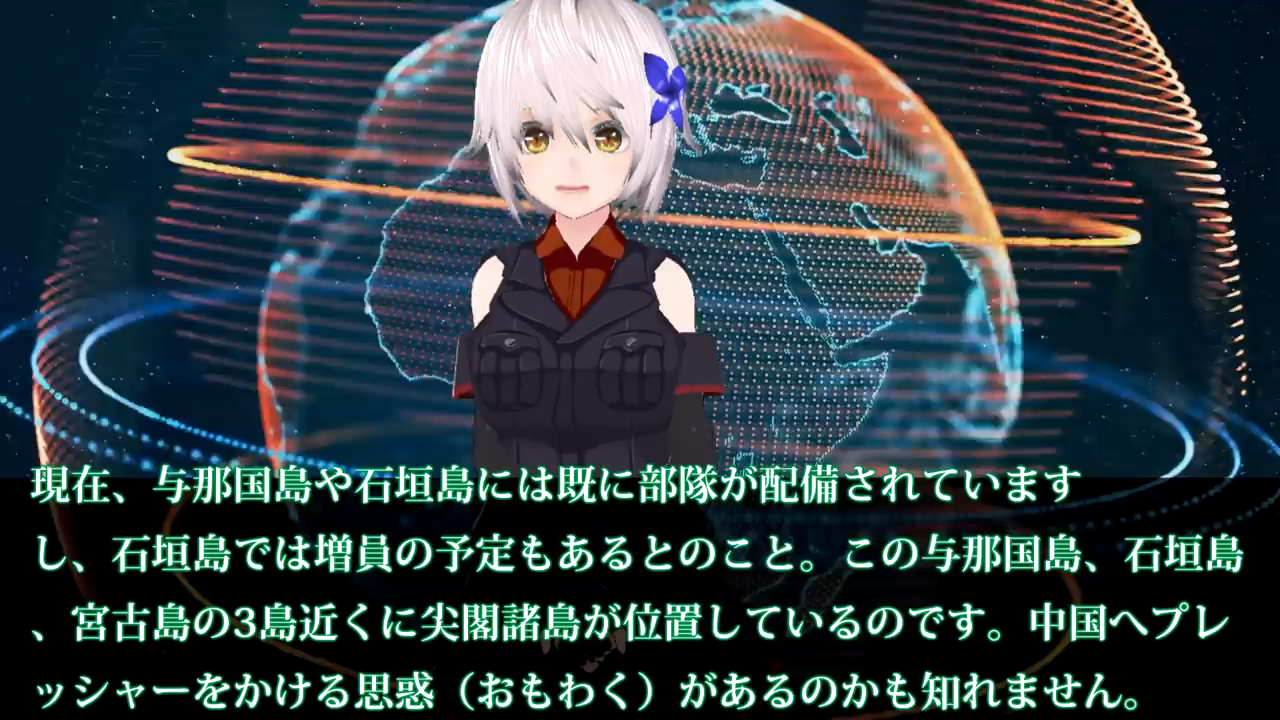 現在、与那国島や石垣島には既に部隊が配備されています
し、石垣島では増員の予定もあるとのこと。この与那国島、石垣島
、宮古島の3島近くに尖閣諸島が位置しているのです。中国へプレ
ッシャーをかける思惑（おもわく）があるのかも知れません。